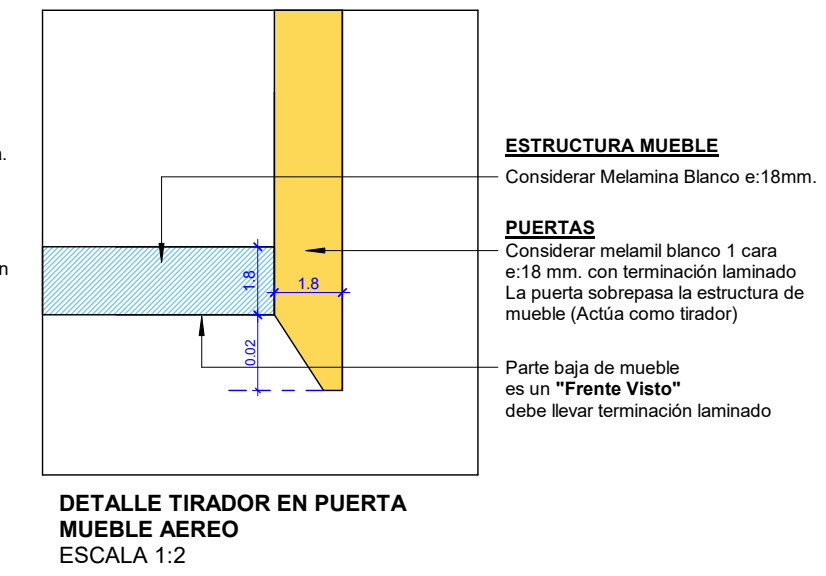 a.
ESTRUCTURA MUEBLE
Considerar Melamina Blanco e:18mm.
PUERTAS
Considerar melamil blanco 1 cara
n
e:18 mm. con terminación laminado
La puerta sobrepasa la estructura de
mueble (Actúa como tirador)
1.8
1.8
0.02
Parte baja de mueble
es un "Frente Visto"
debe llevar terminación laminado
DETALLE TIRADOR EN PUERTA
MUEBLE AEREO
ESCALA 1:2